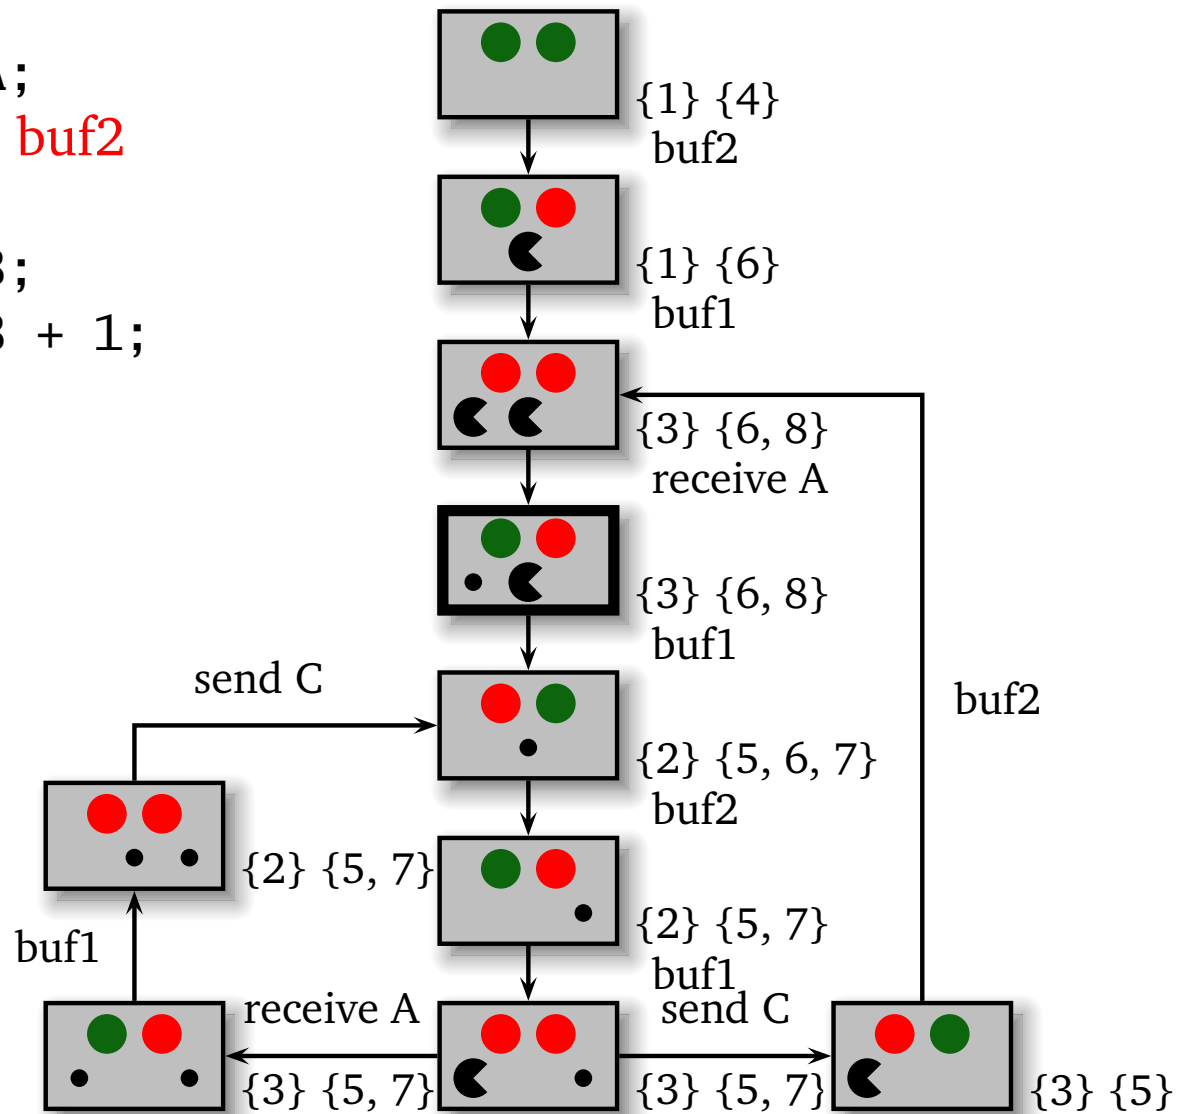 A;
buf2
B;
B + 1;
{1} {4}
buf2
{1} {6}
buf1
{3} {6, 8}
receive A
{3} {6, 8}
buf1
send C
buf2
{2} {5, 6, 7}
buf2
{2} {5, 7}
{2} {5, 7}
buf1
buf1
receive A
send C
{3} {5, 7}
{3} {5, 7}
{3} {5}